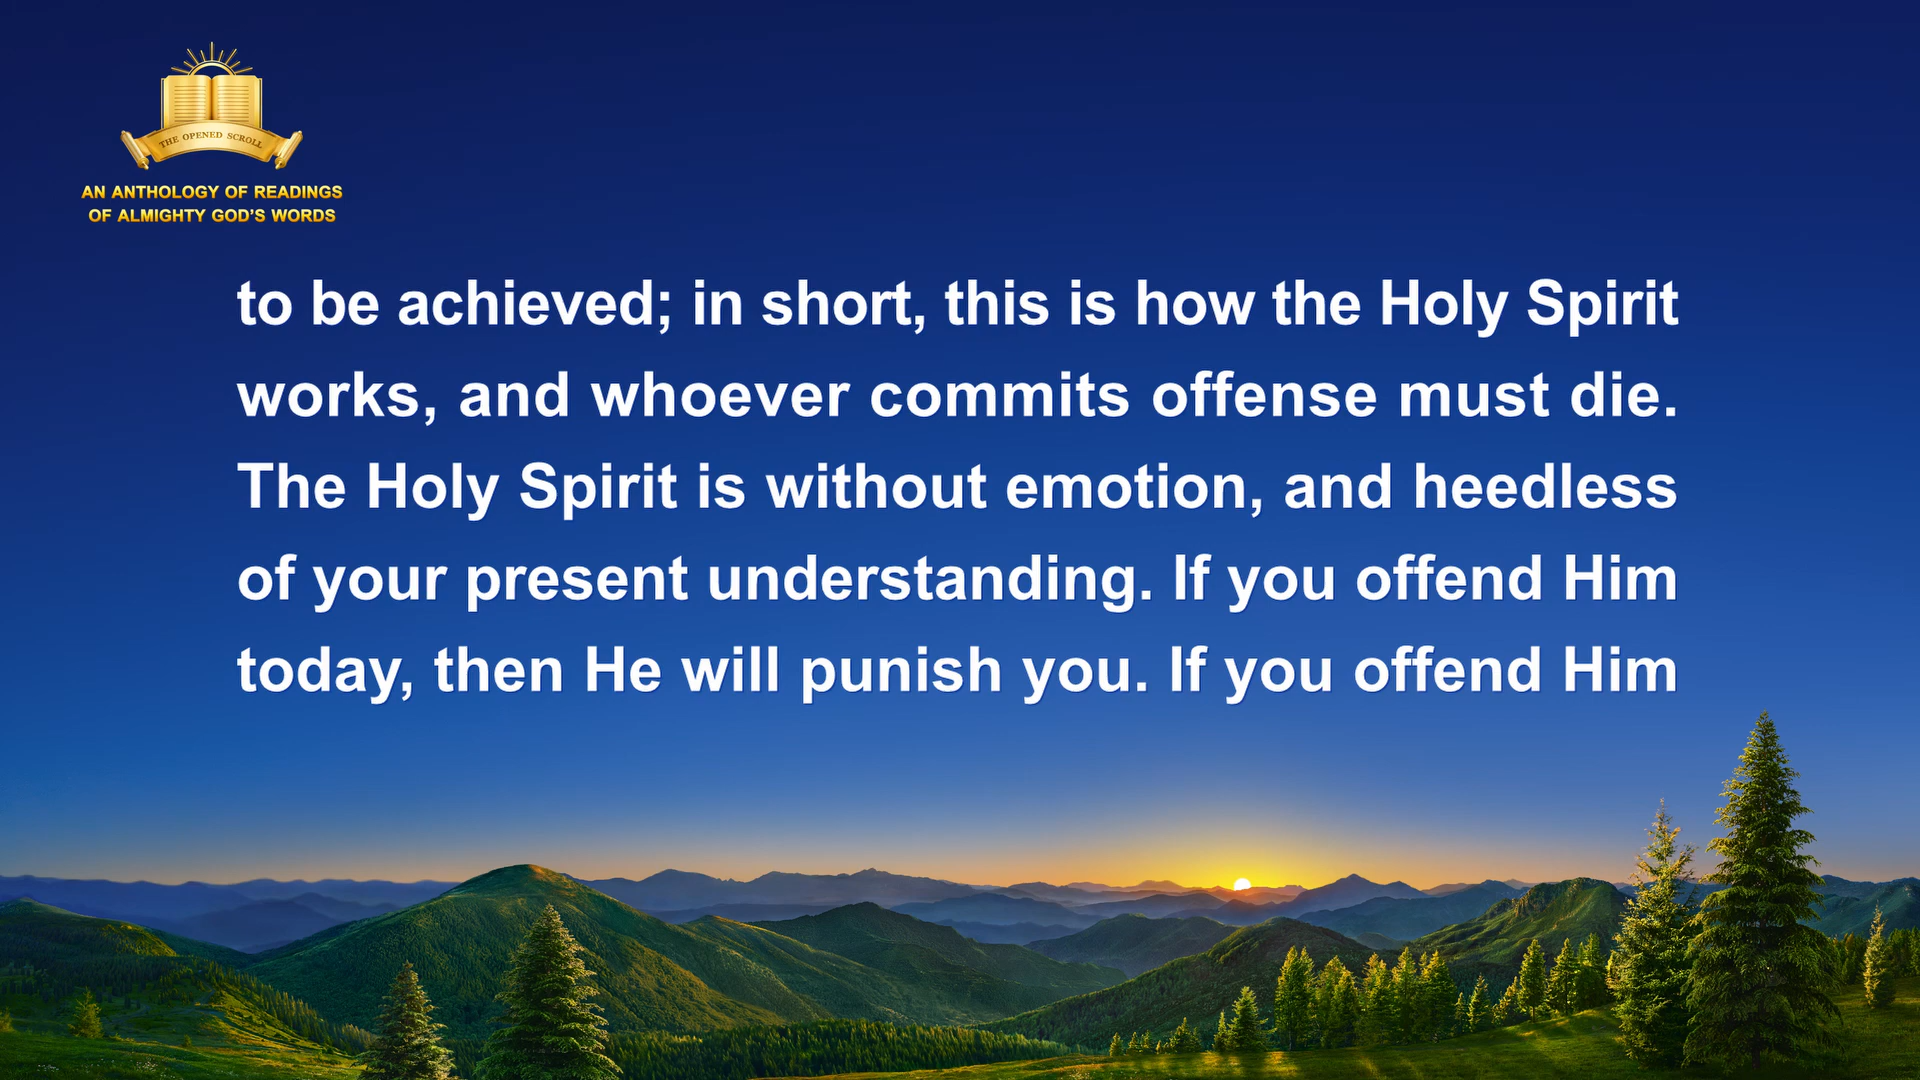 THE OPENED SCROLL
AN ANTHOLOGY OF READINGS
OF ALMIGHTY GOD'S WORDS
to be achieved; in short, this is how the Holy Spirit
works, and whoever commits offense must die.
The Holy Spirit is without emotion, and heedless
of your present understanding. If you offend Him
today, then He will punish you. If you offend Him